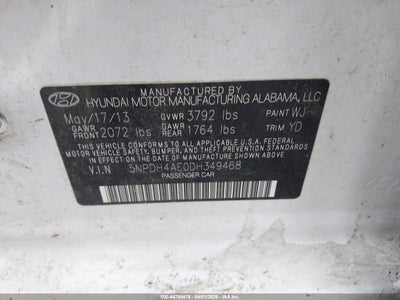 MANUFACTURED BY
HYUNDAI MOTOR MANUFACTURING ALABAMA, LLC
May/17/13 GVWR 3792 lbs PAINT WJ
GAWR FRONT 2072 lbs GAWR REAR 1764 lbs TRIM YD
THIS VEHICLE CONFORMS TO ALL APPLICABLE U.S.A. FEDERAL
MOTOR VEHICLE SAFETY, BUMPER, AND THEFT PREVENTION
STANDARDS IN EFFECT ON THE DATE OF MANUFACTURE SHOWN ABOVE.
V.I.N 5NPDH4AE0DH349468
PASSENGER CAR